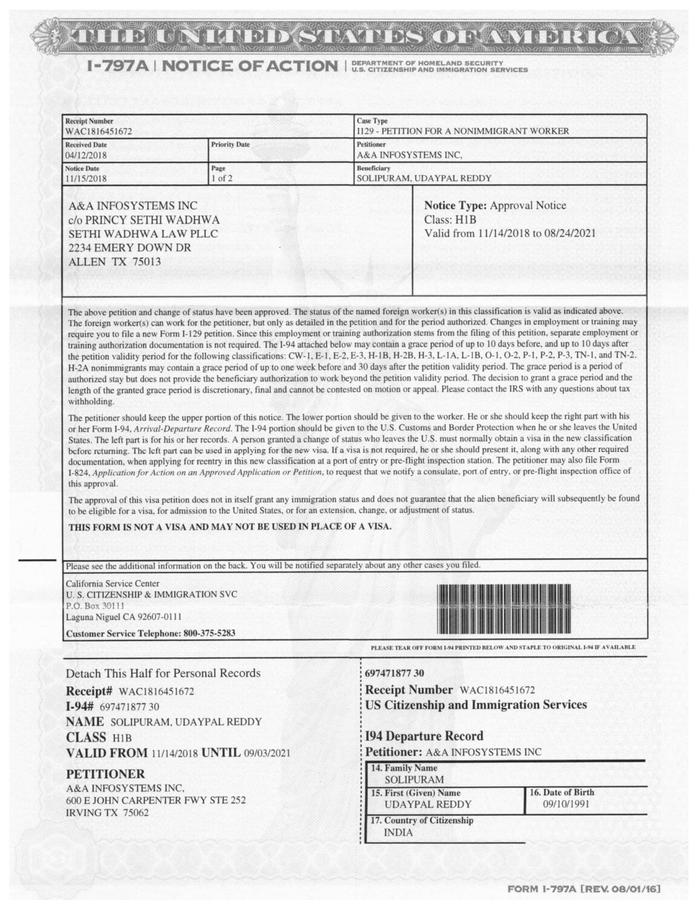 THE UNITED STATES OF AMERICA
I-797A | NOTICE OF ACTION | DEPARTMENT OF HOMELAND SECURITY
U.S. CITIZENSHIP AND IMMIGRATION SERVICES
Receipt Number
WAC1816451672
Case Type
I129 - PETITION FOR A NONIMMIGRANT WORKER
Received Date
04/12/2018
Priority Date
Petitioner
A&A INFOSYSTEMS INC,
Notice Date
11/15/2018
Page
1 of 2
Beneficiary
SOLIPURAM, UDAYPAL REDDY
A&A INFOSYSTEMS INC
c/o PRINCY SETHI WADHWA
SETHI WADHWA LAW PLLC
2234 EMERY DOWN DR
ALLEN TX 75013
Notice Type: Approval Notice
Class: H1B
Valid from 11/14/2018 to 08/24/2021
The above petition and change of status have been approved. The status of the named foreign worker(s) in this classification is valid as indicated above.
The foreign worker(s) can work for the petitioner, but only as detailed in the petition and for the period authorized. Changes in employment or training may
require you to file a new Form I-129 petition. Since this employment or training authorization stems from the filing of this petition, separate employment or
training authorization documentation is not required. The I-94 attached below may contain a grace period of up to 10 days before, and up to 10 days after
the petition validity period for the following classifications: CW-1, E-1, E-2, E-3, H-1B, H-2B, H-3, L-1A, L-1B, O-1, O-2, P-1, P-2, P-3, TN-1, and TN-2.
H-2A nonimmigrants may contain a grace period of up to one week before and 30 days after the petition validity period. The grace period is a period of
authorized stay but does not provide the beneficiary authorization to work beyond the petition validity period. The decision to grant a grace period and the
length of the granted grace period is discretionary, final and cannot be contested on motion or appeal. Please contact the IRS with any questions about tax
withholding.
The petitioner should keep the upper portion of this notice. The lower portion should be given to the worker. He or she should keep the right part with his
or her Form I-94, Arrival-Departure Record. The I-94 portion should be given to the U.S. Customs and Border Protection when he or she leaves the United
States. The left part is for his or her records. A person granted a change of status who leaves the U.S. must normally obtain a visa in the new classification
before returning. The left part can be used in applying for the new visa. If a visa is not required, he or she should present it, along with any other required
documentation, when applying for reentry in this new classification at a port of entry or pre-flight inspection station. The petitioner may also file Form
I-824, Application for Action on an Approved Application or Petition, to request that we notify a consulate, port of entry, or pre-flight inspection office of
this approval.
The approval of this visa petition does not in itself grant any immigration status and does not guarantee that the alien beneficiary will subsequently be found
to be eligible for a visa, for admission to the United States, or for an extension, change, or adjustment of status.
THIS FORM IS NOT A VISA AND MAY NOT BE USED IN PLACE OF A VISA.
Please see the additional information on the back. You will be notified separately about any other cases you filed.
California Service Center
U. S. CITIZENSHIP & IMMIGRATION SVC
P.O. Box 30111
Laguna Niguel CA 92607-0111
Customer Service Telephone: 800-375-5283
PLEASE TEAR OFF FORM I-94 PRINTED BELOW AND STAPLE TO ORIGINAL I-94 IF AVAILABLE
Detach This Half for Personal Records
Receipt# WAC1816451672
I-94# 697471877 30
NAME SOLIPURAM, UDAYPAL REDDY
CLASS H1B
VALID FROM 11/14/2018 UNTIL 09/03/2021
PETITIONER
A&A INFOSYSTEMS INC,
600 E JOHN CARPENTER FWY STE 252
IRVING TX 75062
697471877 30
Receipt Number WAC1816451672
US Citizenship and Immigration Services
I94 Departure Record
Petitioner: A&A INFOSYSTEMS INC
14. Family Name
SOLIPURAM
15. First (Given) Name
UDAYPAL REDDY
16. Date of Birth
09/10/1991
17. Country of Citizenship
INDIA
FORM I-797A [REV. 08/01/16]